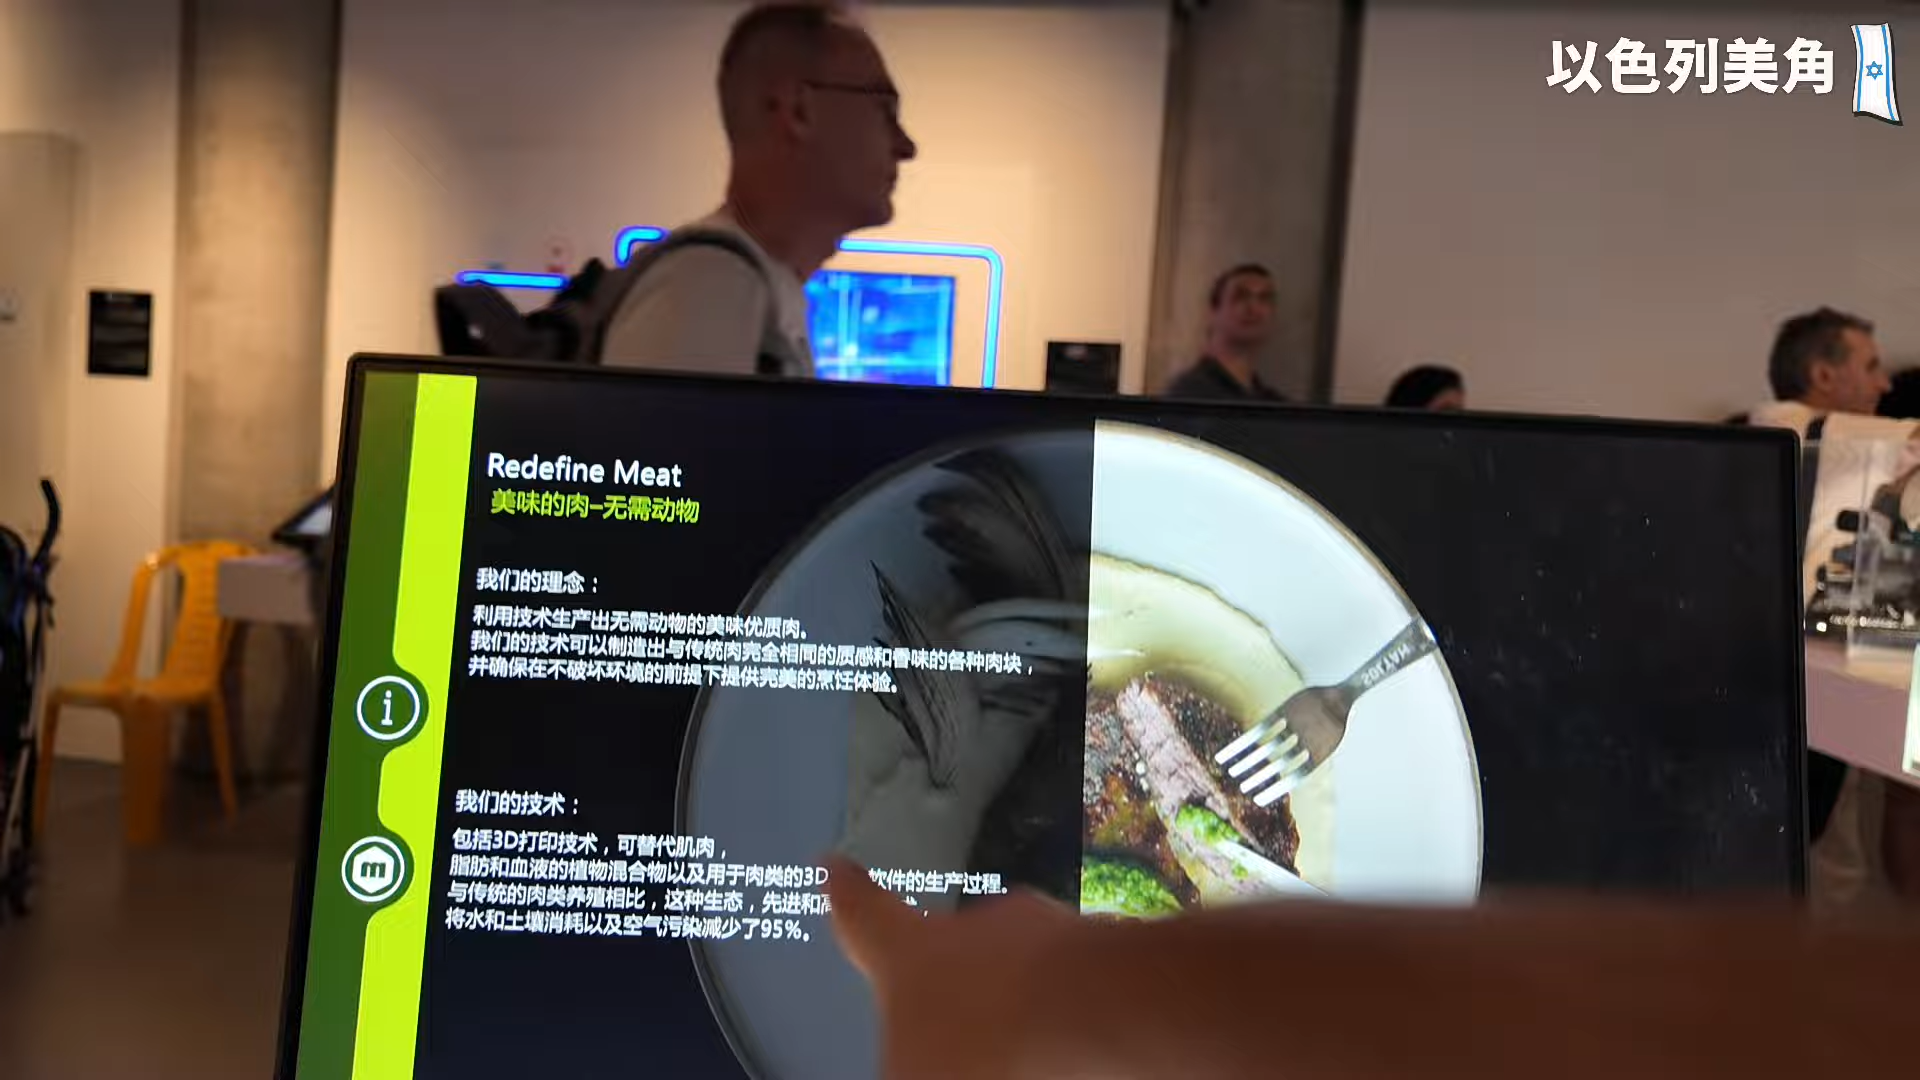 以色列美角
Redefine Meat
美味的肉-无需动物
我们的理念：
利用技术生产出无需动物的美味优质肉。
我们的技术可以制造出与传统肉完全相同的质感和香味的各种肉块，
并确保在不破坏环境的前提下提供完美的烹饪体验。
我们的技术：
包括3D打印技术，可替代肌肉，
脂肪和血液的植物混合物以及用于肉类的3D 软件的生产过程。
与传统的肉类养殖相比，这种生态，先进和高
将水和土壤消耗以及空气污染减少了95%。
i
m